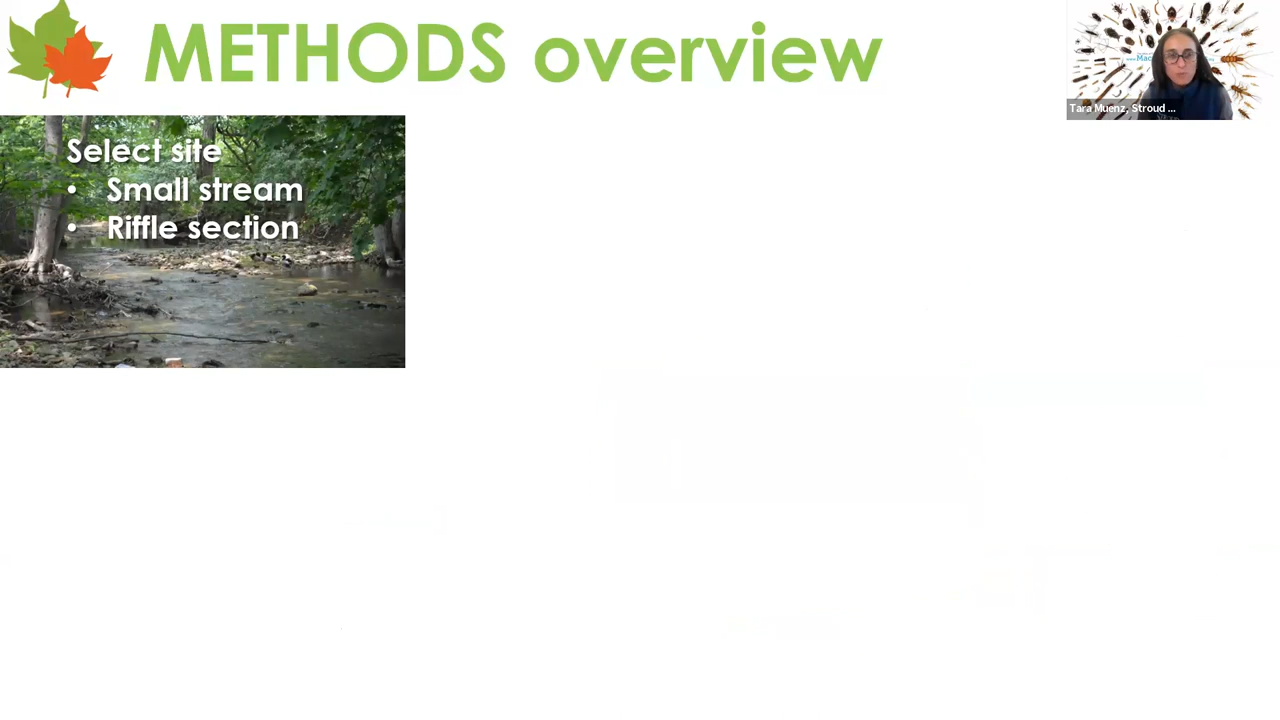 METHODS overview
Tara Muenz, Stroud ...
Select site
• Small stream
• Riffle section